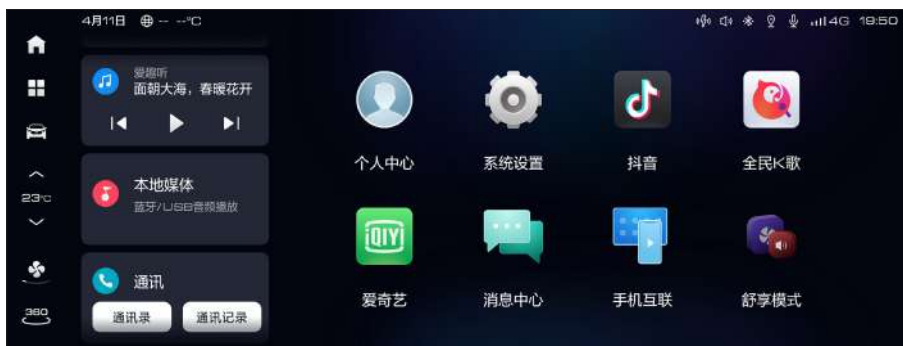 4月11日 -- --°C
4G 19:50
爱趣听
面朝大海，春暖花开
本地媒体
蓝牙/USB音频播放
通讯
通讯录 通讯记录
23°C
360
个人中心 系统设置 抖音 全民K歌
iQIYI
爱奇艺 消息中心 手机互联 舒享模式